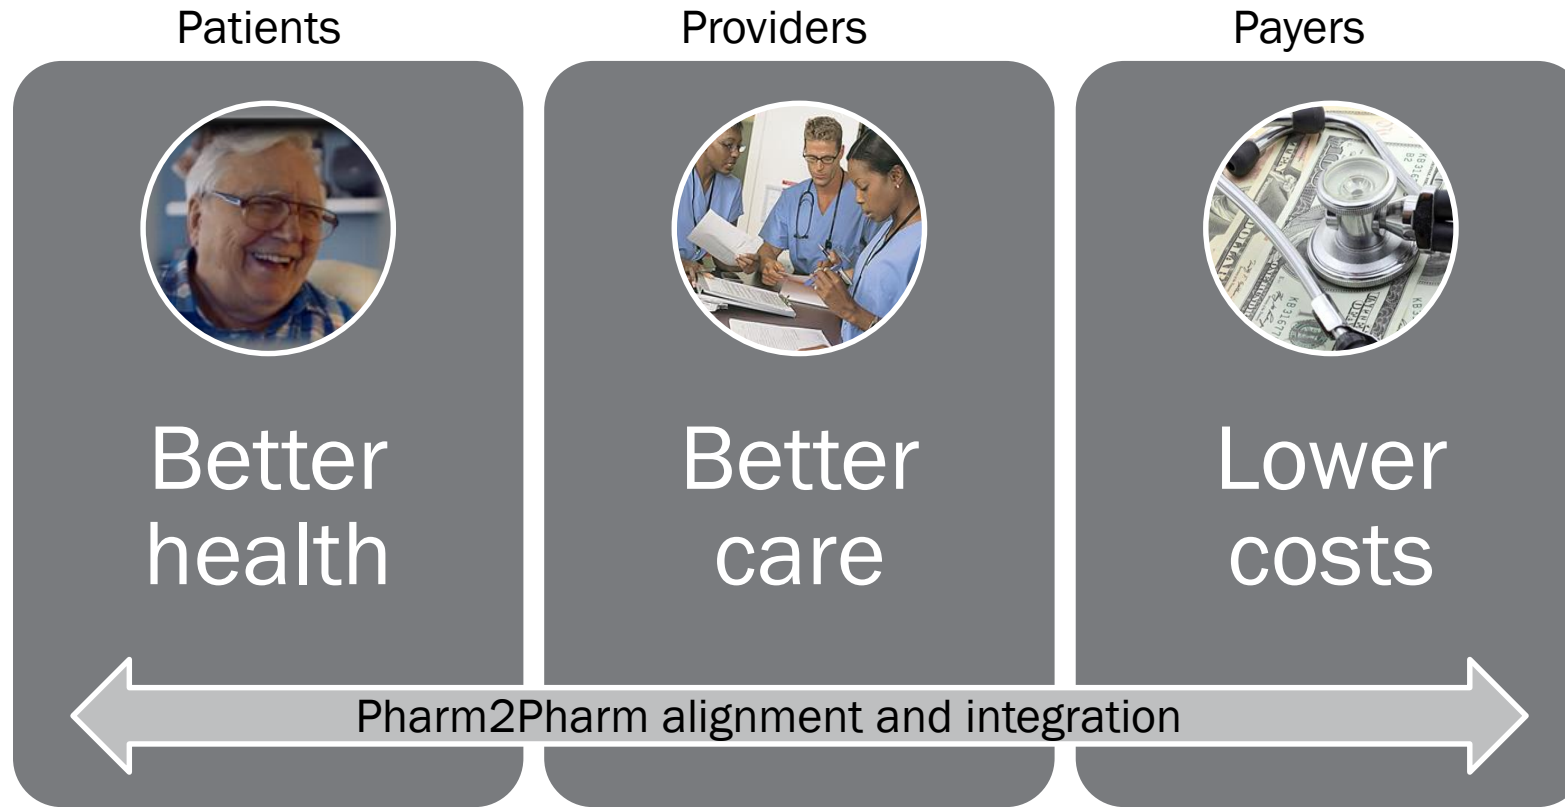 Patients
Providers
Payers
Better
health
Better
care
Lower
costs
Pharm2Pharm alignment and integration